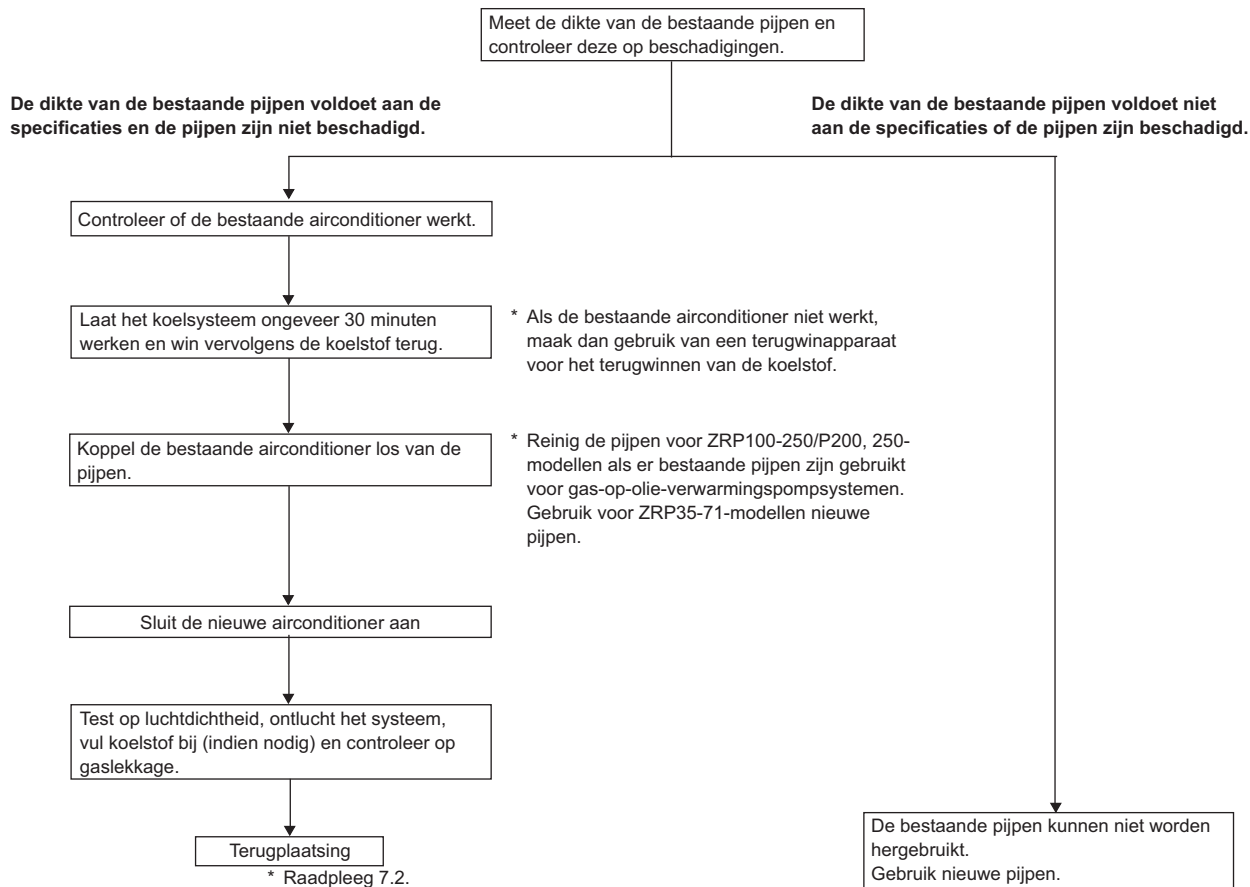 Meet de dikte van de bestaande pijpen en
controleer deze op beschadigingen.
De dikte van de bestaande pijpen voldoet aan de
specificaties en de pijpen zijn niet beschadigd.
De dikte van de bestaande pijpen voldoet niet
aan de specificaties of de pijpen zijn beschadigd.
Controleer of de bestaande airconditioner werkt.
Laat het koelsysteem ongeveer 30 minuten
werken en win vervolgens de koelstof terug.
* Als de bestaande airconditioner niet werkt,
maak dan gebruik van een terugwinapparaat
voor het terugwinnen van de koelstof.
Koppel de bestaande airconditioner los van de
pijpen.
* Reinig de pijpen voor ZRP100-250/P200, 250-
modellen als er bestaande pijpen zijn gebruikt
voor gas-op-olie-verwarmingspompsystemen.
Gebruik voor ZRP35-71-modellen nieuwe
pijpen.
Sluit de nieuwe airconditioner aan
Test op luchtdichtheid, ontlucht het systeem,
vul koelstof bij (indien nodig) en controleer op
gaslekkage.
Terugplaatsing
* Raadpleeg 7.2.
De bestaande pijpen kunnen niet worden
hergebruikt.
Gebruik nieuwe pijpen.